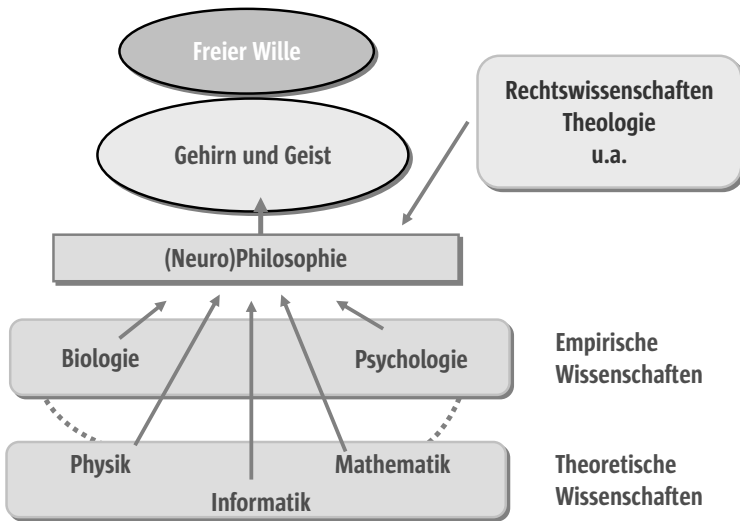 Freier Wille
Rechtswissenschaften
Theologie
u.a.
Gehirn und Geist
(Neuro)Philosophie
Biologie
Psychologie
Empirische
Wissenschaften
Physik
Mathematik
Informatik
Theoretische
Wissenschaften